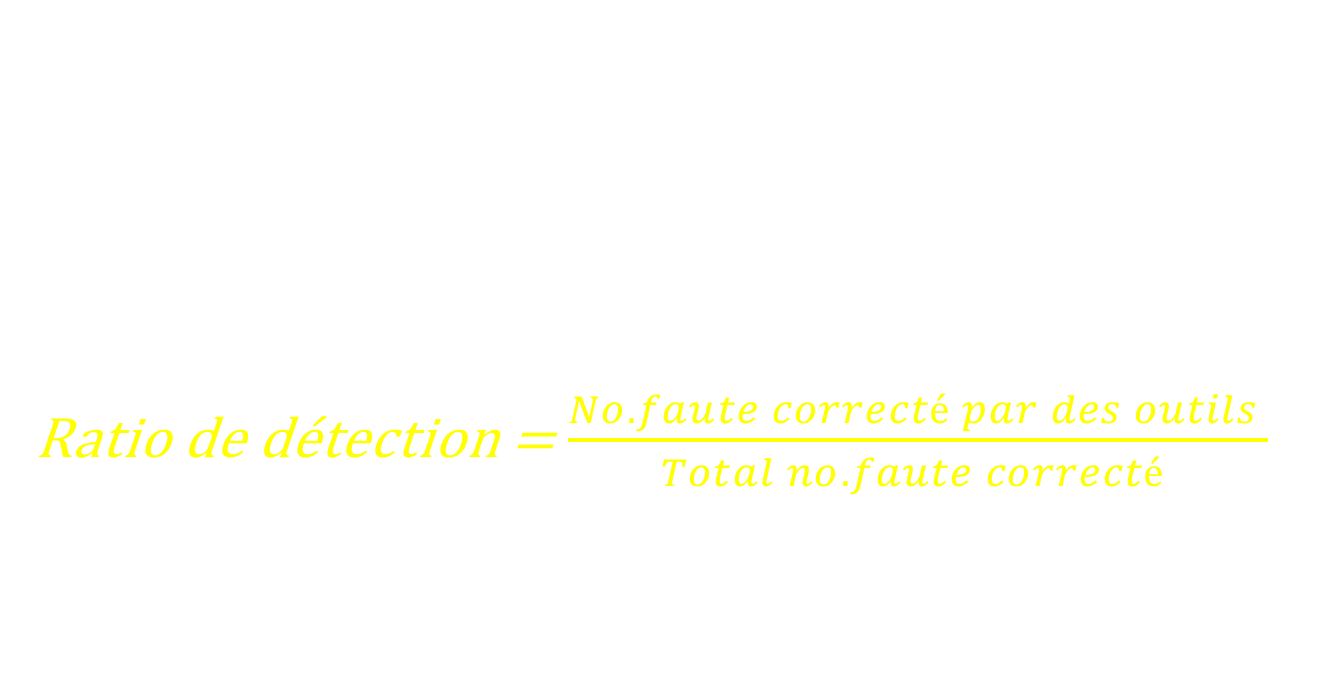 Ratio de détection = No.faute correcté par des outils
Total no.faute correcté